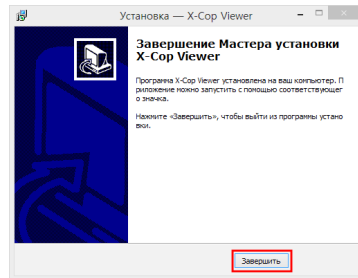 Установка — X-Cop Viewer
Завершение Мастера установки
X-Cop Viewer
Программа X-Cop Viewer установлена на ваш компьютер. П
риложение можно запустить с помощью соответствующег
о значка.
Нажмите «Завершить», чтобы выйти из программы устано
вки.
Завершить